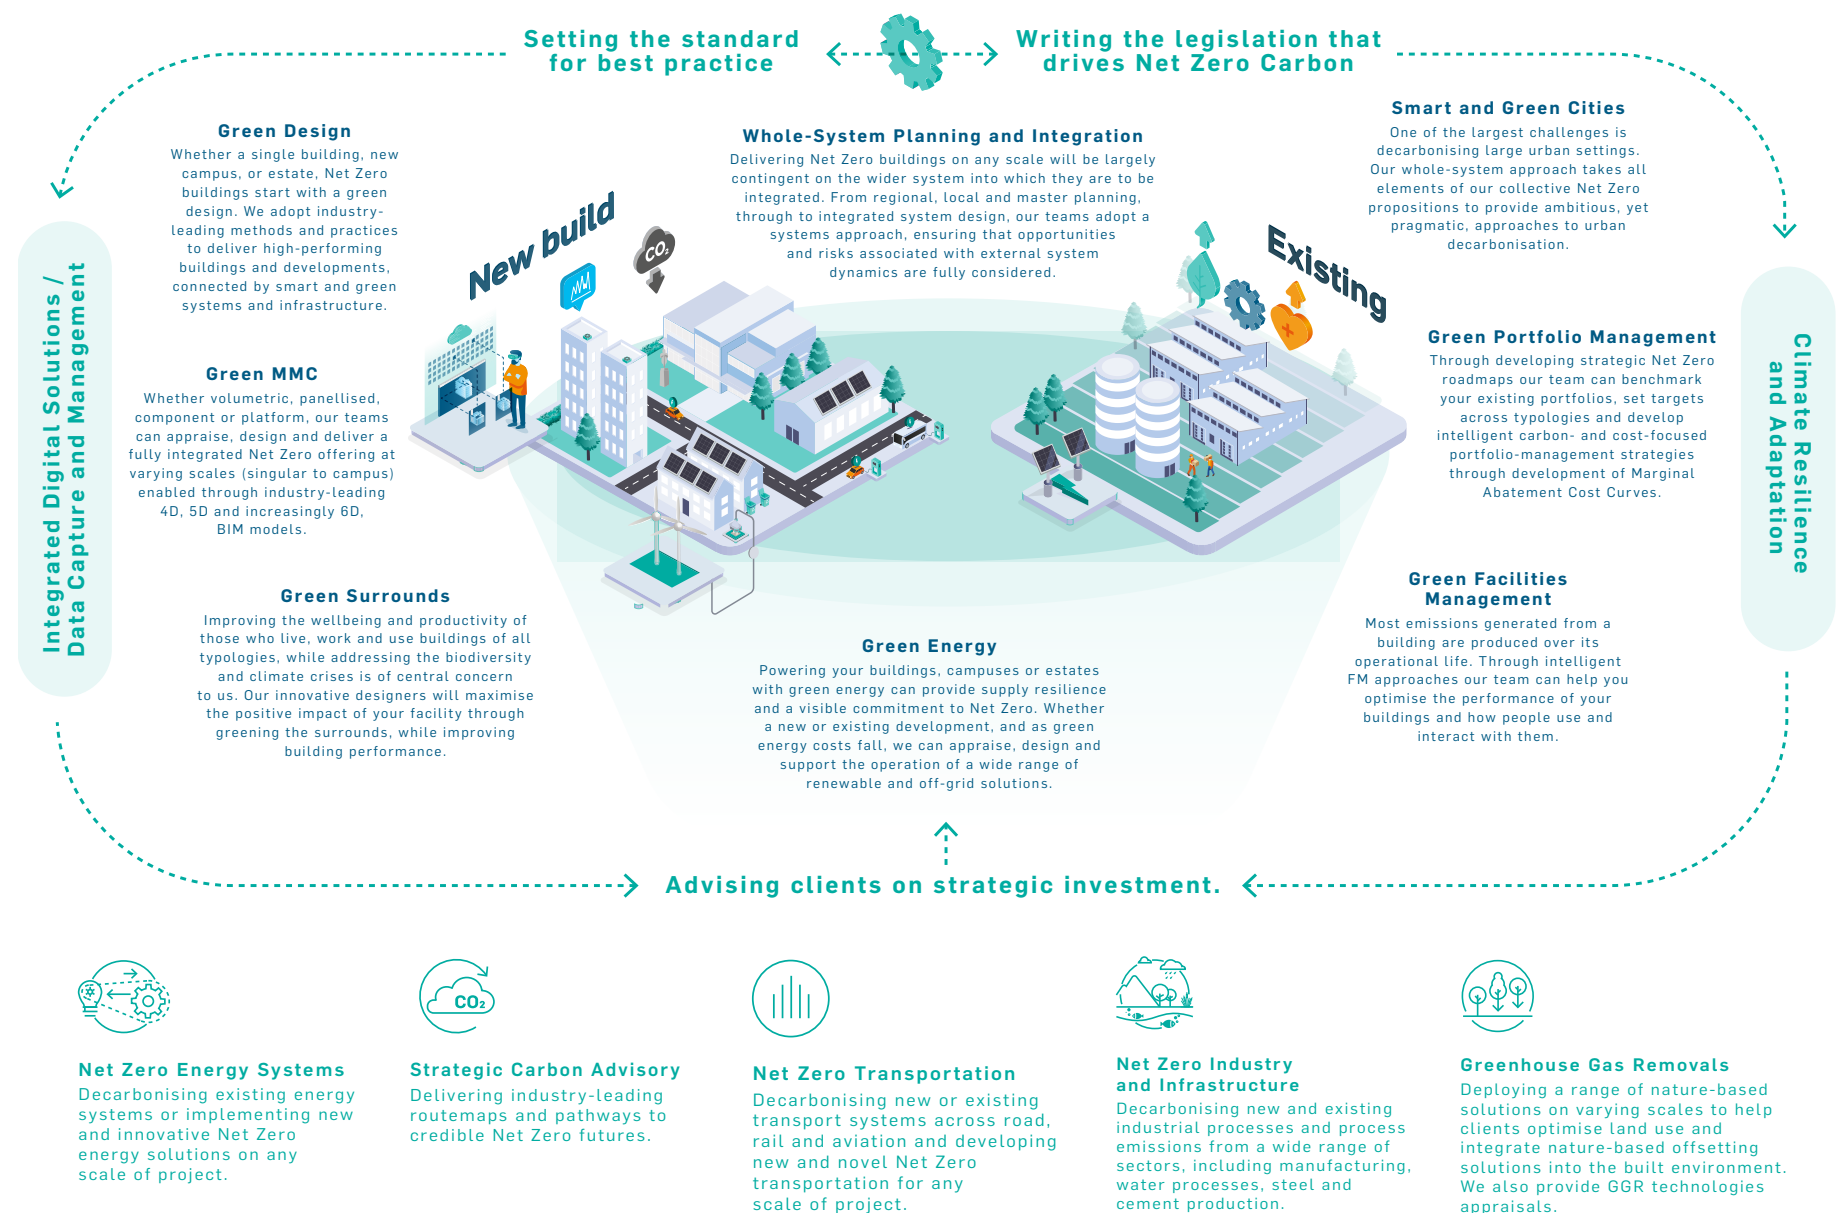 Setting the standard
for best practice
Writing the legislation that
drives Net Zero Carbon
Integrated Digital Solutions /
Data Capture and Management
Green Design
Whether a single building, new
campus, or estate, Net Zero
buildings start with a green
design. We adopt industry-
leading methods and practices
to deliver high-performing
buildings and developments,
connected by smart and green
systems and infrastructure.
Green MMC
Whether volumetric, panellised,
component or platform, our teams
can appraise, design and deliver a
fully integrated Net Zero offering at
varying scales (singular to campus)
enabled through industry-leading
4D, 5D and increasingly 6D,
BIM models.
Green Surrounds
Improving the wellbeing and productivity of
those who live, work and use buildings of all
typologies, while addressing the biodiversity
and climate crises is of central concern
to us. Our innovative designers will maximise
the positive impact of your facility through
greening the surrounds, while improving
building performance.
New build
CO₂
Whole-System Planning and Integration
Delivering Net Zero buildings on any scale will be largely
contingent on the wider system into which they are to be
integrated. From regional, local and master planning,
through to integrated system design, our teams adopt a
systems approach, ensuring that opportunities
and risks associated with external system
dynamics are fully considered.
Existing
Green Energy
Powering your buildings, campuses or estates
with green energy can provide supply resilience
and a visible commitment to Net Zero. Whether
a new or existing development, and as green
energy costs fall, we can appraise, design and
support the operation of a wide range of
renewable and off-grid solutions.
Smart and Green Cities
One of the largest challenges is
decarbonising large urban settings.
Our whole-system approach takes all
elements of our collective Net Zero
propositions to provide ambitious, yet
pragmatic, approaches to urban
decarbonisation.
Green Portfolio Management
Through developing strategic Net Zero
roadmaps our team can benchmark
your existing portfolios, set targets
across typologies and develop
intelligent carbon- and cost-focused
portfolio-management strategies
through development of Marginal
Abatement Cost Curves.
Green Facilities
Management
Most emissions generated from a
building are produced over its
operational life. Through intelligent
FM approaches our team can help you
optimise the performance of your
buildings and how people use and
interact with them.
Climate Resilience
and Adaptation
Advising clients on strategic investment.
Net Zero Energy Systems
Decarbonising existing energy
systems or implementing new
and innovative Net Zero
energy solutions on any
scale of project.
CO₂
Strategic Carbon Advisory
Delivering industry-leading
routemaps and pathways to
credible Net Zero futures.
Net Zero Transportation
Decarbonising new or existing
transport systems across road,
rail and aviation and developing
new and novel Net Zero
transportation for any
scale of project.
Net Zero Industry
and Infrastructure
Decarbonising new and existing
industrial processes and process
emissions from a wide range of
sectors, including manufacturing,
water processes, steel and
cement production.
Greenhouse Gas Removals
Deploying a range of nature-based
solutions on varying scales to help
clients optimise land use and
integrate nature-based offsetting
solutions into the built environment.
We also provide GGR technologies
appraisals.